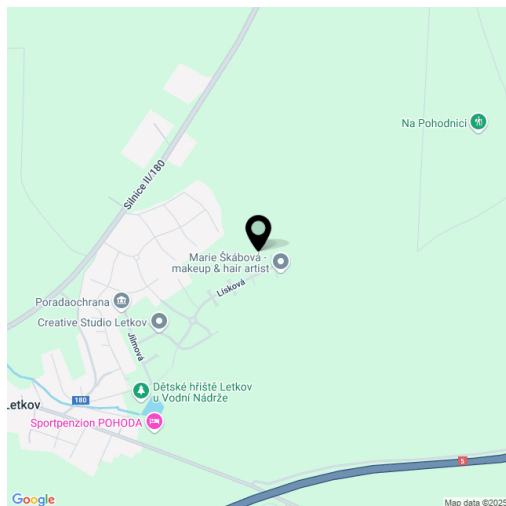 Na Pohodnici
Silnice II/180
Marie Škábová -
makeup & hair artist
Lísková
Poradaochrana
Creative Studio Letkov
Jilmová
Dětské hřiště Letkov
u Vodní Nádrže
180
Letkov
Sportpenzion POHODA
5
Google
Map data ©2025